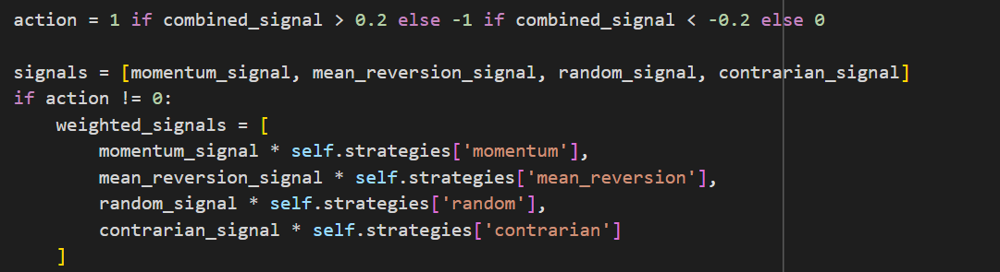 action = 1 if combined_signal > 0.2 else -1 if combined_signal < -0.2 else 0
signals = [momentum_signal, mean_reversion_signal, random_signal, contrarian_signal]
if action != 0:
    weighted_signals = [
        momentum_signal * self.strategies['momentum'],
        mean_reversion_signal * self.strategies['mean_reversion'],
        random_signal * self.strategies['random'],
        contrarian_signal * self.strategies['contrarian']
    ]